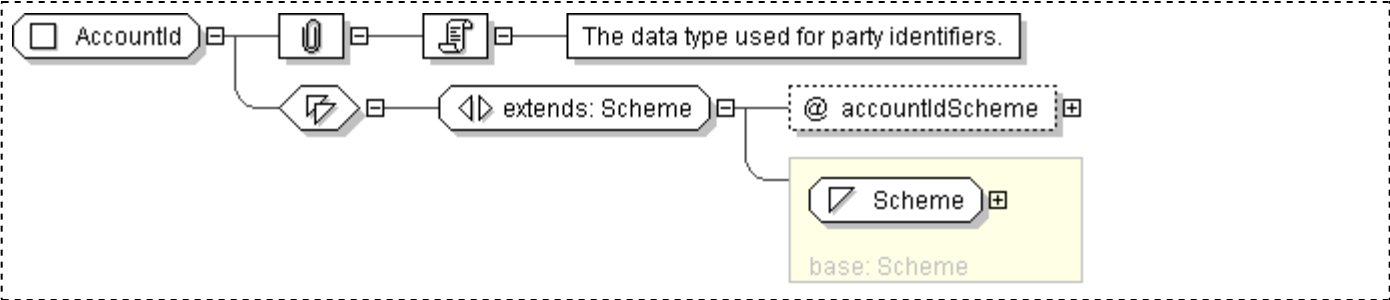 AccountId
The data type used for party identifiers.
extends: Scheme
@ accountIdScheme
Scheme
base: Scheme